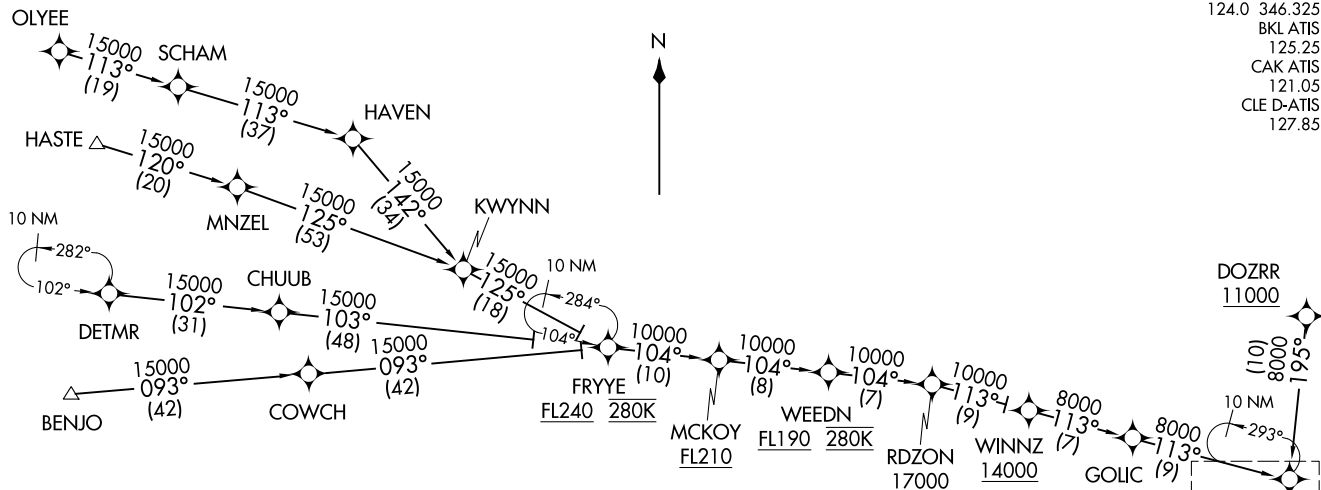 124.0 346.325
BKL ATIS
125.25
CAK ATIS
121.05
CLE D-ATIS
127.85
N
OLYEE
15000
113°
(19)
SCHAM
15000
113°
(37)
HAVEN
15000
142°
(34)
HASTE
15000
120°
(20)
MNZEL
15000
125°
(53)
KWYNN
15000
125°
(18)
10 NM
282°
102°
DETMR
15000
102°
(31)
CHUUB
15000
103°
(48)
BENJO
15000
093°
(42)
COWCH
15000
093°
(42)
10 NM
284°
104°
FRYYE
FL240 280K
10000
104°
(10)
MCKOY
FL210
10000
104°
(8)
WEEDN
FL190 280K
10000
104°
(7)
RDZON
17000
10000
113°
(9)
WINNZ
14000
8000
113°
(7)
GOLIC
8000
113°
(9)
10 NM
293°
DOZRR
11000
195°
8000
(10)